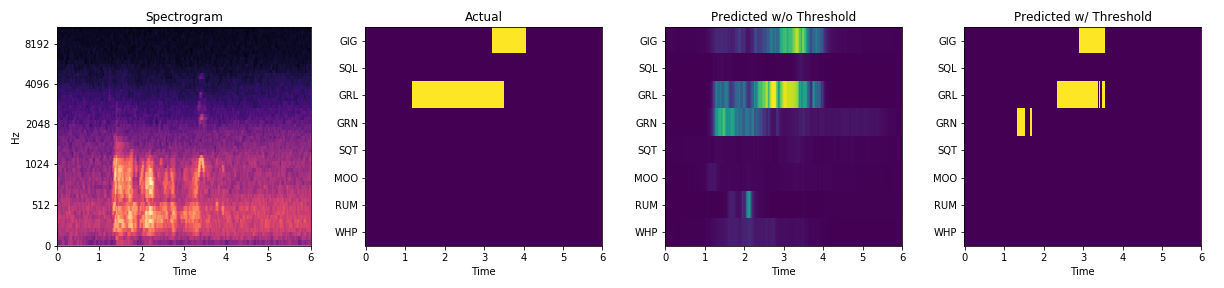 Spectrogram
Hz
8192
4096
2048
1024
512
0
0 1 2 3 4 5 6
Time
Actual
GIG
SQL
GRL
GRN
SQT
MOO
RUM
WHP
0 1 2 3 4 5 6
Time
Predicted w/o Threshold
GIG
SQL
GRL
GRN
SQT
MOO
RUM
WHP
0 1 2 3 4 5 6
Time
Predicted w/ Threshold
GIG
SQL
GRL
GRN
SQT
MOO
RUM
WHP
0 1 2 3 4 5 6
Time